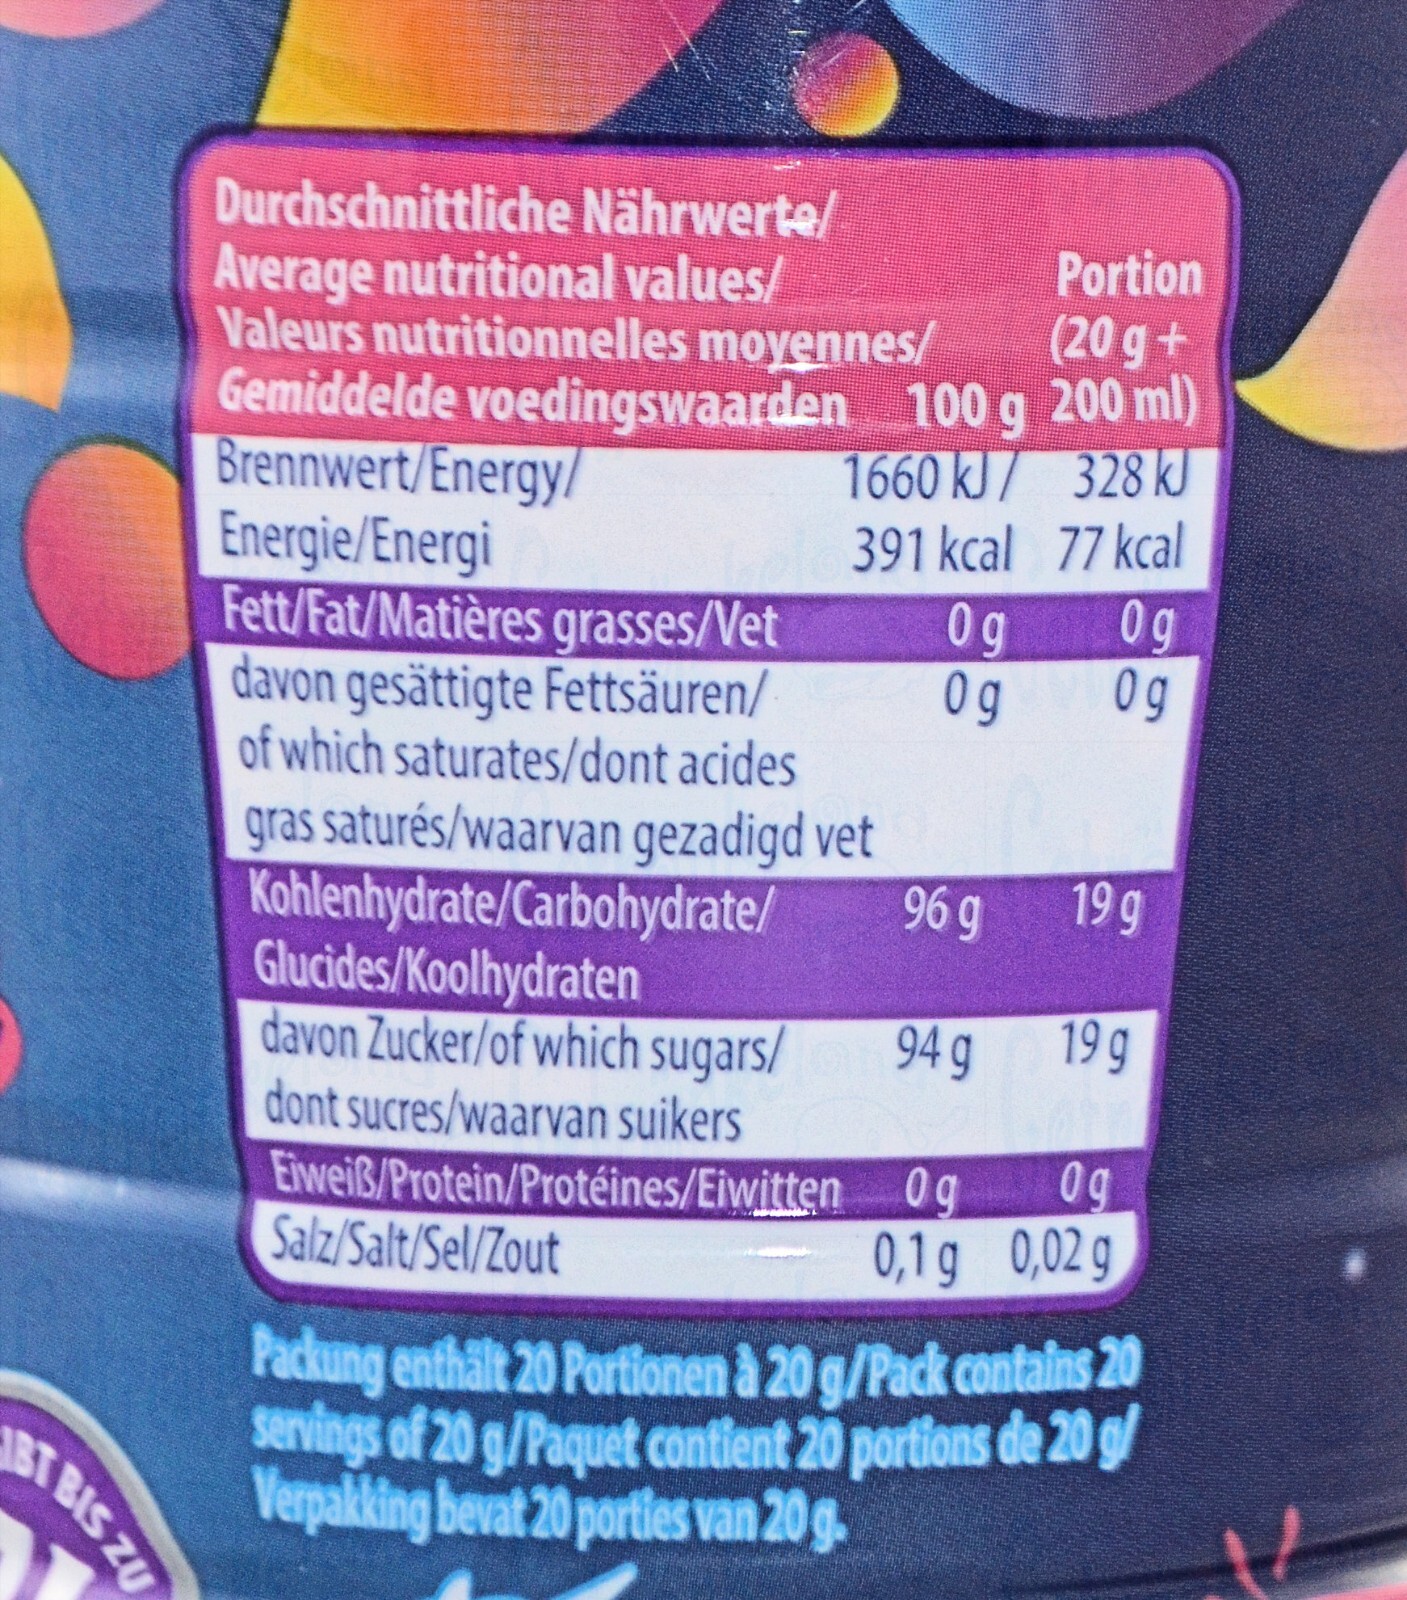 Durchschnittliche Nährwerte/
Average nutritional values/ Portion
Valeurs nutritionnelles moyennes/ (20 g +
Gemiddelde voedingswaarden 100 g 200 ml)
Brennwert/Energy/ 1660 kJ / 328 kJ
Energie/Energi 391 kcal 77 kcal
Fett/Fat/Matières grasses/Vet 0 g 0 g
davon gesättigte Fettsäuren/ 0 g 0 g
of which saturates/dont acides
gras saturés/waarvan gezadigd vet
Kohlenhydrate/Carbohydrate/ 96 g 19 g
Glucides/Koolhydraten
davon Zucker/of which sugars/ 94 g 19 g
dont sucres/waarvan suikers
Eiweiß/Protein/Protéines/Eiwitten 0 g 0 g
Salz/Salt/Sel/Zout 0,1 g 0,02 g
Packung enthält 20 Portionen à 20 g/Pack contains 20
servings of 20 g/Paquet contient 20 portions de 20 g/
Verpakking bevat 20 porties van 20 g.
BIS ZU